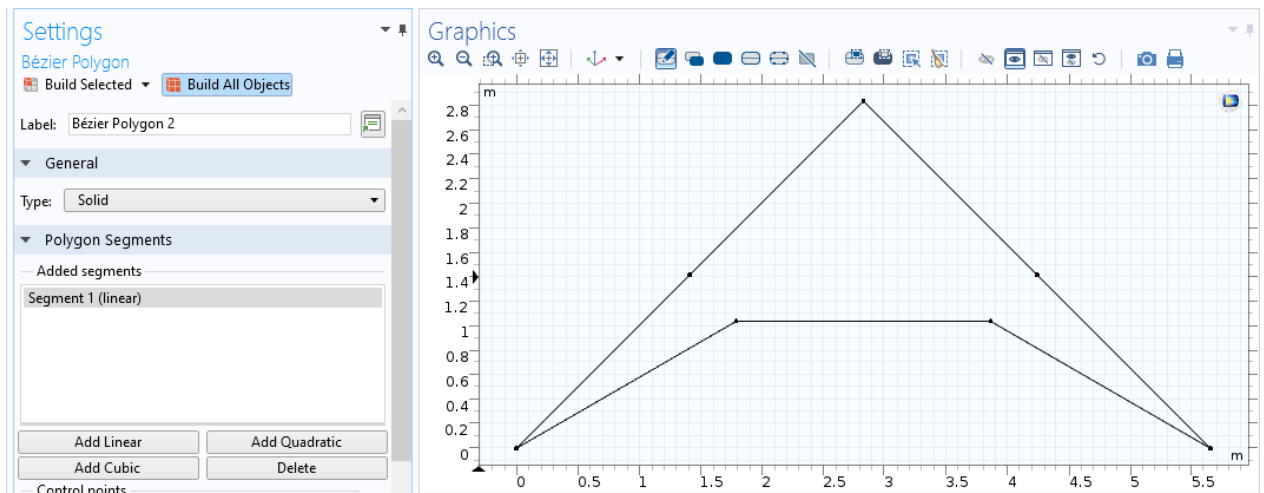 Settings
Bézier Polygon
Build Selected Build All Objects
Label: Bézier Polygon 2
General
Type: Solid
Polygon Segments
Added segments
Segment 1 (linear)
Add Linear Add Quadratic
Add Cubic Delete
Control points
Graphics
m
2.8
2.6
2.4
2.2
2
1.8
1.6
1.4
1.2
1
0.8
0.6
0.4
0.2
0
m
0 0.5 1 1.5 2 2.5 3 3.5 4 4.5 5 5.5